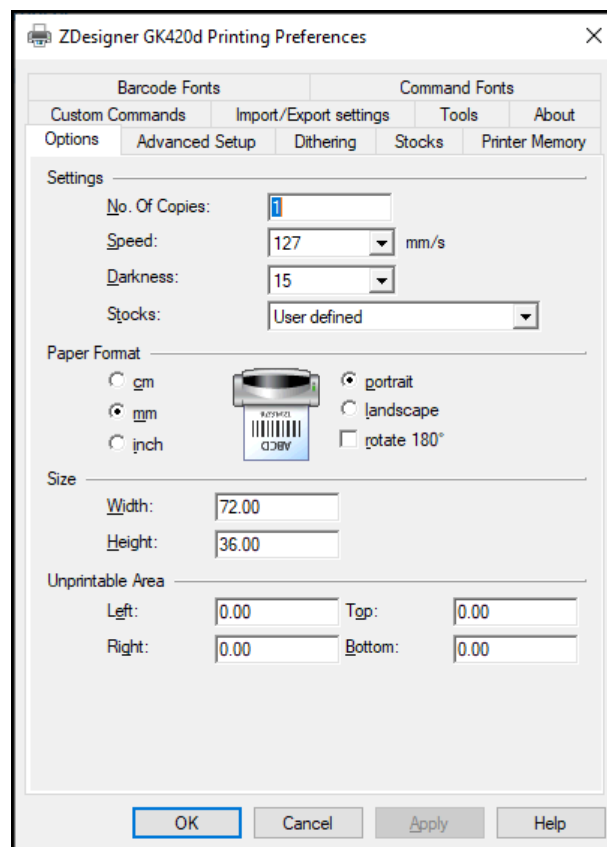 ZDesigner GK420d Printing Preferences
Barcode Fonts Command Fonts
Custom Commands Import/Export settings Tools About
Options Advanced Setup Dithering Stocks Printer Memory
Settings
No. Of Copies: 1
Speed: 127 mm/s
Darkness: 15
Stocks: User defined
Paper Format
cm portrait
mm landscape
inch rotate 180°
ABCD
Size
Width: 72.00
Height: 36.00
Unprintable Area
Left: 0.00 Top: 0.00
Right: 0.00 Bottom: 0.00
OK Cancel Apply Help